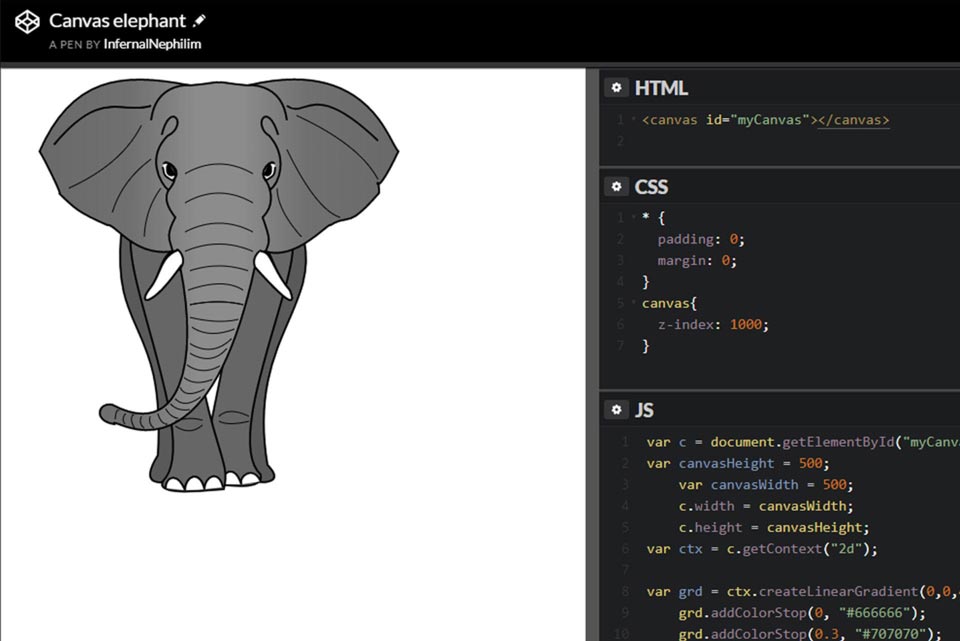 Canvas elephant
A PEN BY InfernalNephilim
HTML
1 <canvas id="myCanvas"></canvas>
2
CSS
1 * {
2 padding: 0;
3 margin: 0;
4 }
5 canvas{
6 z-index: 1000;
7 }
JS
1 var c = document.getElementById("myCanv
2 var canvasHeight = 500;
3 var canvasWidth = 500;
4 c.width = canvasWidth;
5 c.height = canvasHeight;
6 var ctx = c.getContext("2d");
7
8 var grd = ctx.createLinearGradient(0,0,
9 grd.addColorStop(0, "#666666");
10 grd.addColorStop(0.3, "#707070");